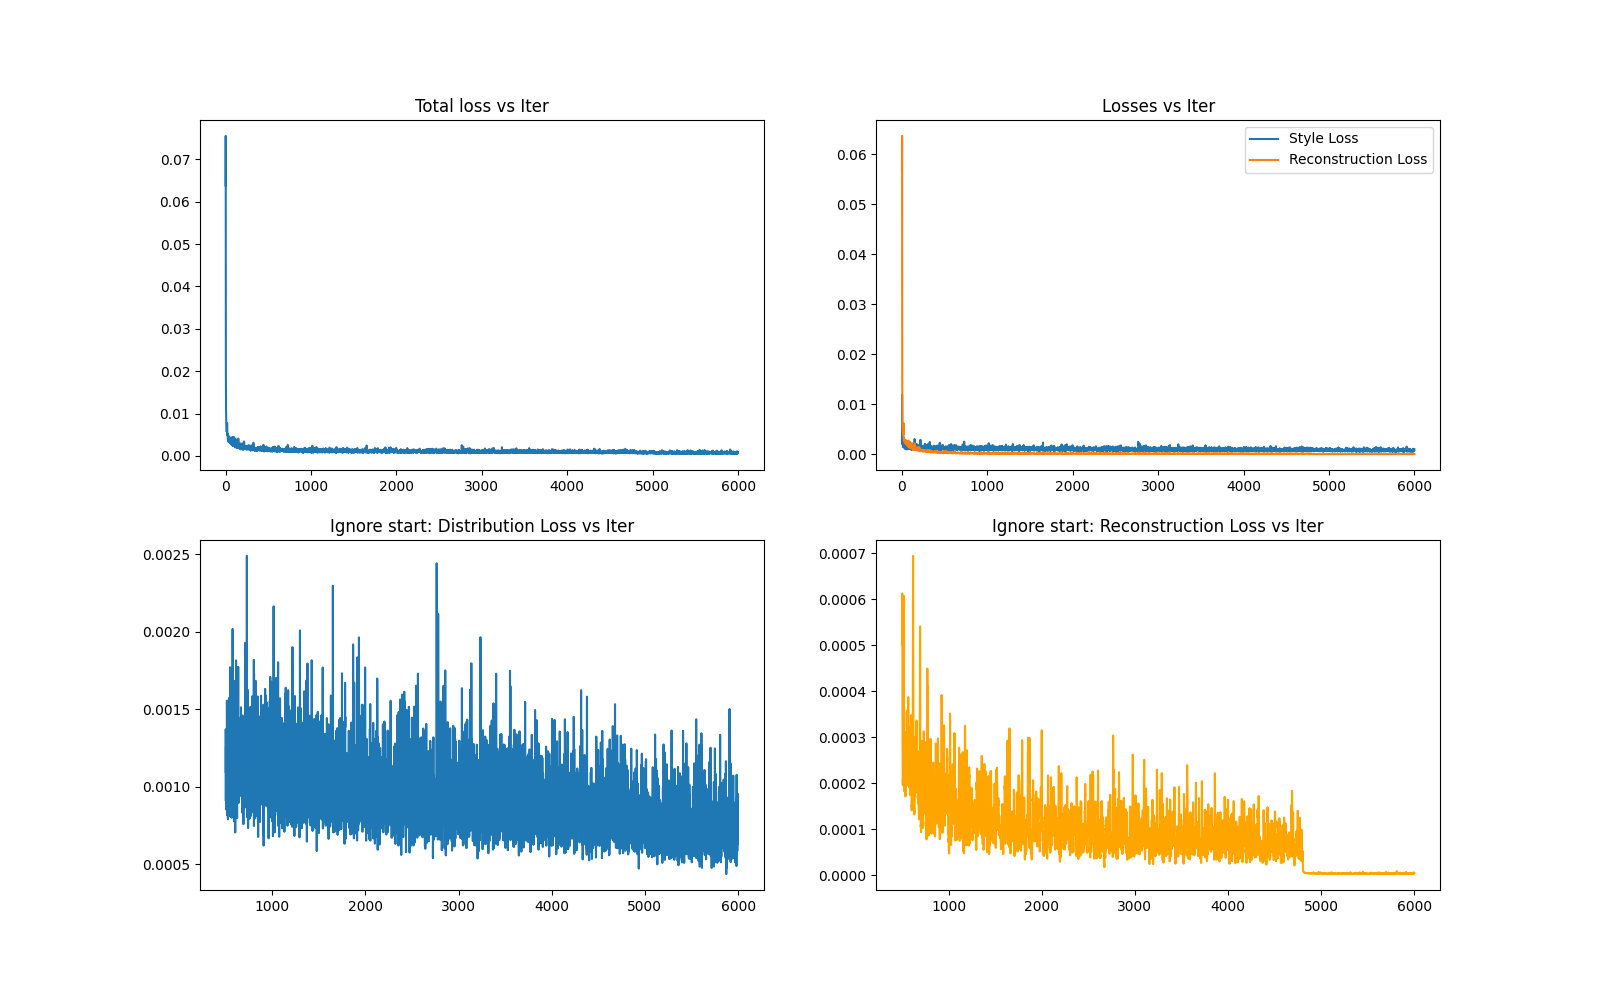 Total loss vs Iter
0.07
0.06
0.05
0.04
0.03
0.02
0.01
0.00
0 1000 2000 3000 4000 5000 6000
Losses vs Iter
Style Loss
Reconstruction Loss
0.06
0.05
0.04
0.03
0.02
0.01
0.00
0 1000 2000 3000 4000 5000 6000
Ignore start: Distribution Loss vs Iter
0.0025
0.0020
0.0015
0.0010
0.0005
1000 2000 3000 4000 5000 6000
Ignore start: Reconstruction Loss vs Iter
0.0007
0.0006
0.0005
0.0004
0.0003
0.0002
0.0001
0.0000
1000 2000 3000 4000 5000 6000